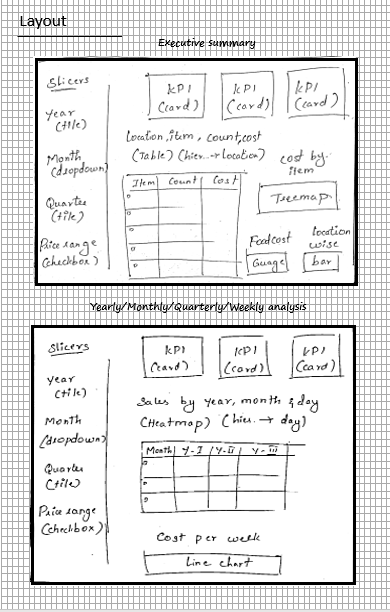 Layout
Executive Summary
Slicers
Year
(tile)
Month
(dropdown)
Quarter
(tile)
Price range
(checkbox)
KPI
(card)
KPI
(card)
KPI
(card)
Location, item, count, cost
(Table) (hier..→ location)
Item Count Cost
cost by
item
Treemap
Foodcost
Guage
location
wise
bar
Yearly/Monthly/Quarterly/Weekly analysis
Slicers
Year
(tile)
Month
(dropdown)
Quarter
(tile)
Price range
(checkbox)
KPI
(card)
KPI
(card)
KPI
(card)
Sales by year, month & day
(Heatmap) (hier. → day)
Month Y-I Y-II Y-III
Cost per week
Line chart